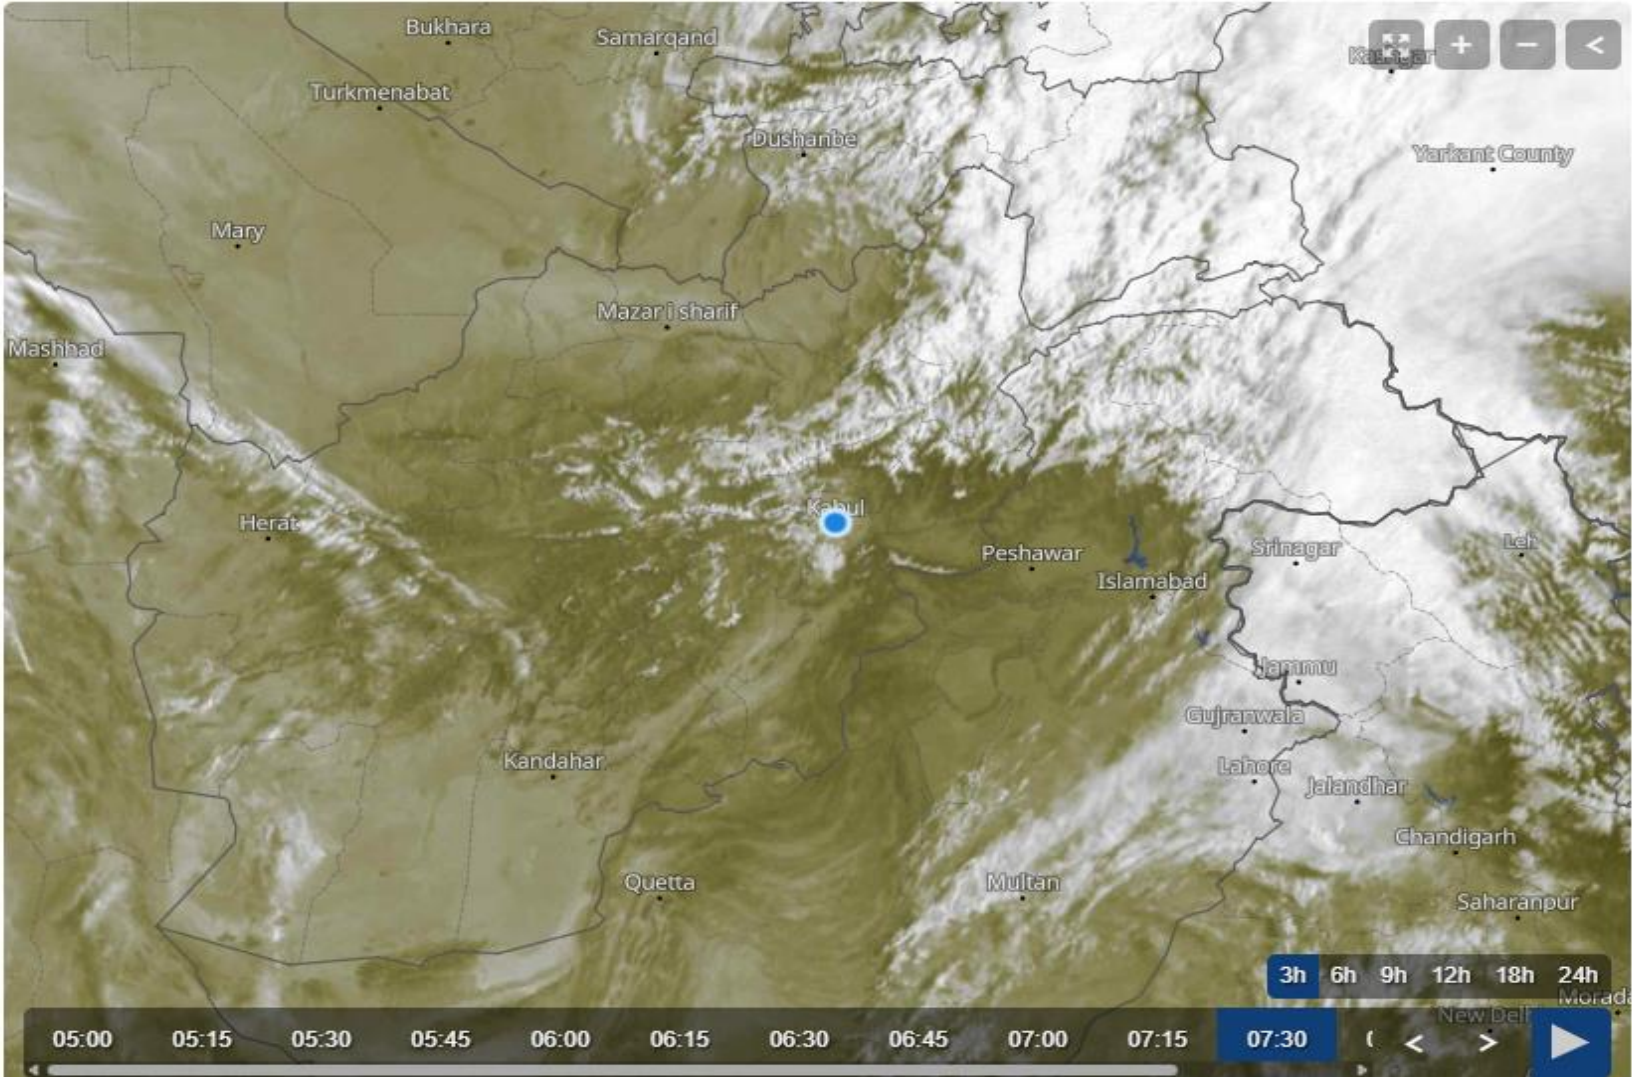 Bukhara
Samarqand
+ − <
Turkmenabat
Dushanbe
Yarkant County
Mary
Mazar i sharif
Mashhad
Kabul
Herat
Srinagar
Leh
Peshawar
Islamabad
Jammu
Gujranwala
Kandahar
Lahore
Jalandhar
Chandigarh
Quetta
Multan
Saharanpur
3h 6h 9h 12h 18h 24h
05:00 05:15 05:30 05:45 06:00 06:15 06:30 06:45 07:00 07:15 07:30 < >